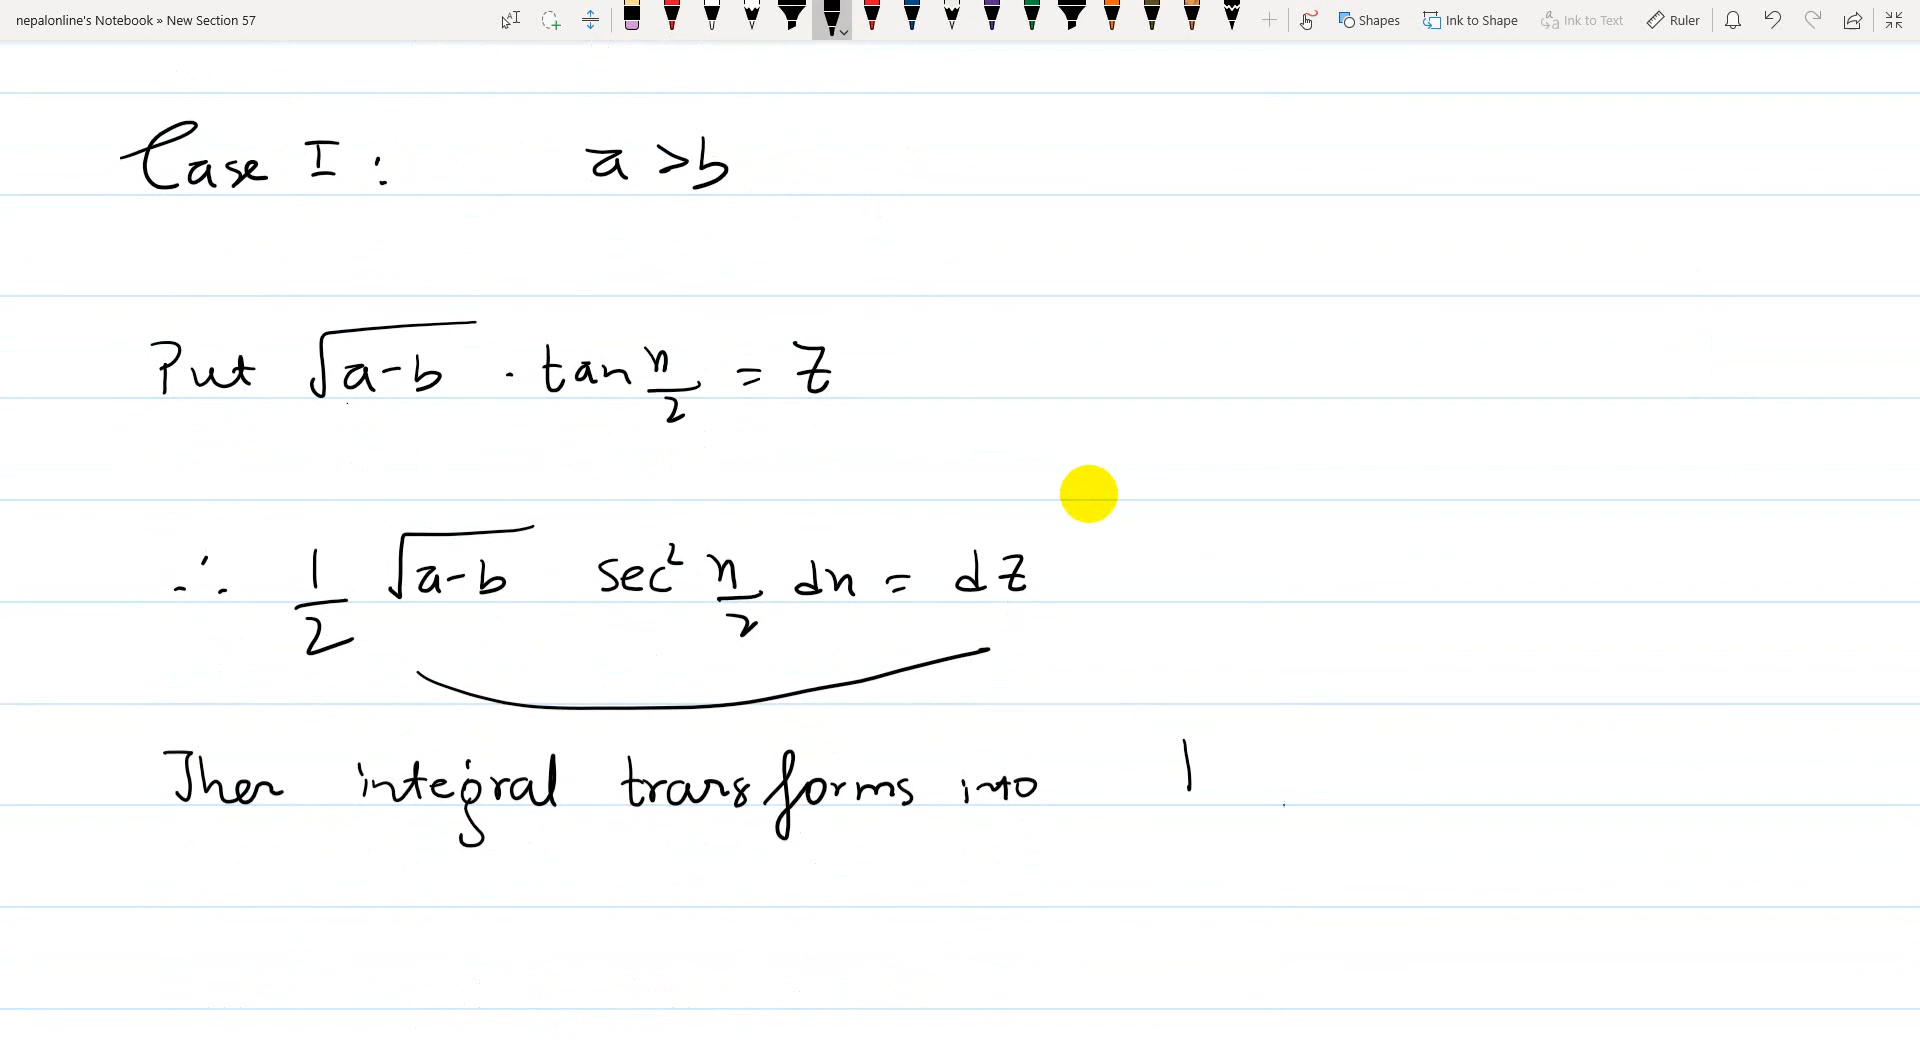 nepalonline's Notebook » New Section 57 Shapes Ink to Shape Ink to Text Ruler
Case I : a > b
Put √a-b . tan x/2 = Z
∴ 1/2 √a-b sec² x/2 dx = dZ
Then integral transforms into 1